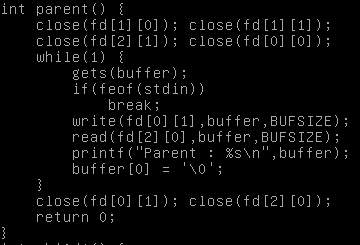 int parent() {
close(fd[1][0]); close(fd[1][1]);
close(fd[2][1]); close(fd[0][0]);
while(1) {
gets(buffer);
if(feof(stdin))
break;
write(fd[0][1],buffer,BUFSIZE);
read(fd[2][0],buffer,BUFSIZE);
printf("Parent : %s\n",buffer);
buffer[0] = '\0';
}
close(fd[0][1]); close(fd[2][0]);
return 0;
}